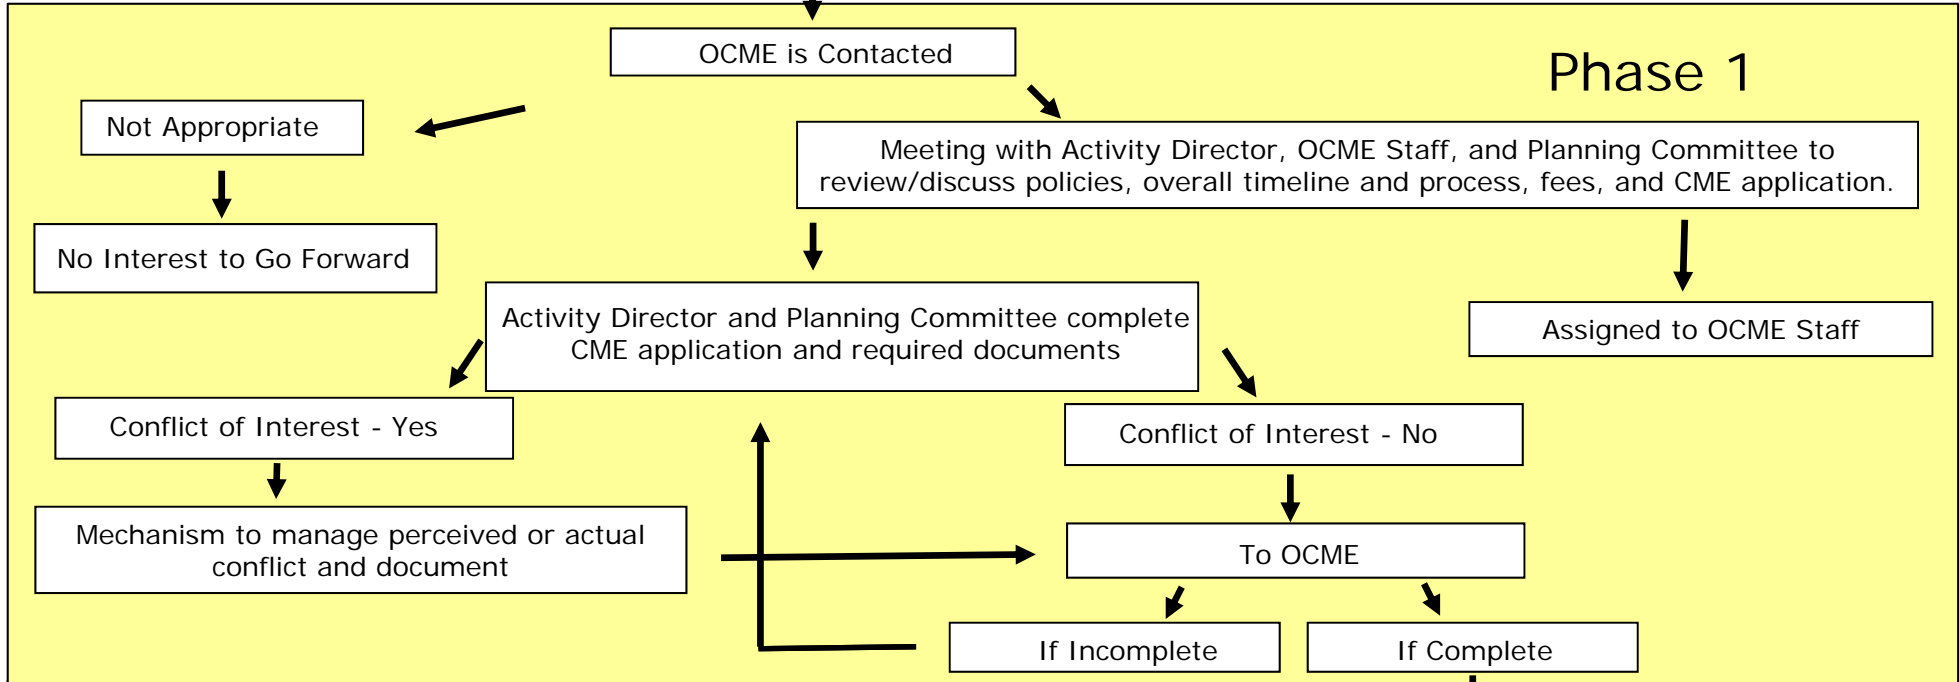 OCME is Contacted
Phase 1
Not Appropriate
Meeting with Activity Director, OCME Staff, and Planning Committee to
review/discuss policies, overall timeline and process, fees, and CME application.
No Interest to Go Forward
Activity Director and Planning Committee complete
CME application and required documents
Assigned to OCME Staff
Conflict of Interest - Yes
Conflict of Interest - No
Mechanism to manage perceived or actual
conflict and document
To OCME
If Incomplete
If Complete